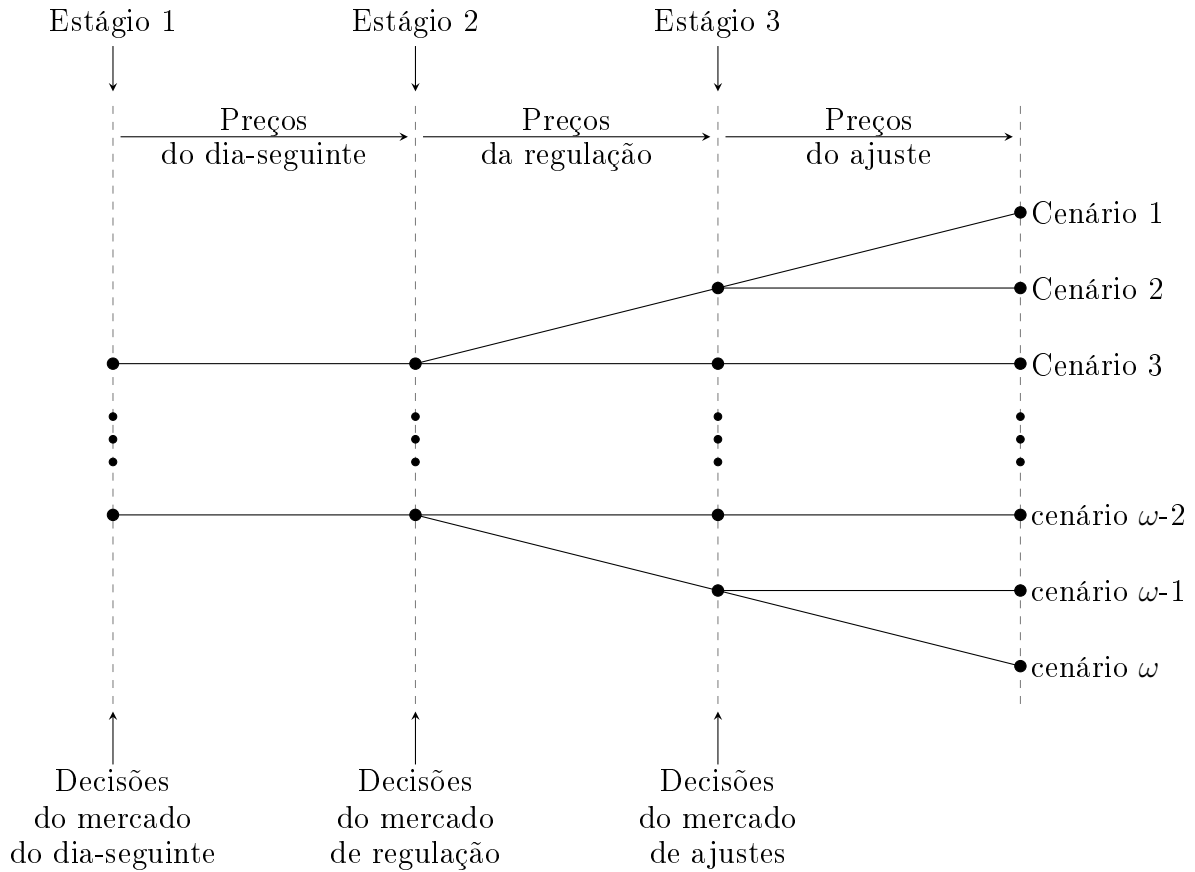 Estágio 1
Estágio 2
Estágio 3
Preços
do dia-seguinte
Preços
da regulação
Preços
do ajuste
Cenário 1
Cenário 2
Cenário 3
cenário ω-2
cenário ω-1
cenário ω
Decisões
do mercado
do dia-seguinte
Decisões
do mercado
de regulação
Decisões
do mercado
de ajustes